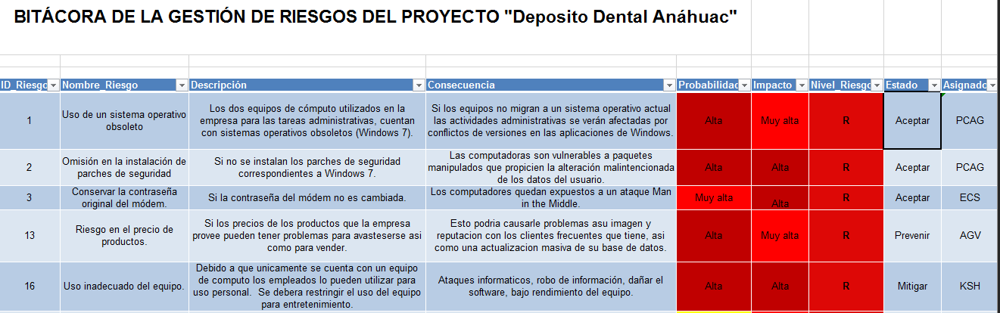 BITÁCORA DE LA GESTIÓN DE RIESGOS DEL PROYECTO "Deposito Dental Anáhuac"
ID_Riesgo Nombre_Riesgo Descripción Consecuencia Probabilidad Impacto Nivel_Riesgo Estado Asignado
1
Uso de un sistema operativo
obsoleto
Los dos equipos de cómputo utilizados en la
empresa para las tareas administrativas, cuentan
con sistemas operativos obsoletos (Windows 7).
Si los equipos no migran a un sistema operativo actual
las actividades administrativas se verán afectadas por
conflictos de versiones en las aplicaciones de Windows.
Alta
Muy alta
R
Aceptar
PCAG
2
Omisión en la instalación de
parches de seguridad
Si no se instalan los parches de seguridad
correspondientes a Windows 7.
Las computadoras son vulnerables a paquetes
manipulados que propicien la alteración malintencionada
de los datos del usuario.
Alta
Alta
R
Aceptar
PCAG
3
Conservar la contraseña
original del módem.
Si la contraseña del módem no es cambiada.
Los computadores quedan expuestos a un ataque Man
in the Middle.
Muy alta
Alta
R
Aceptar
ECS
13
Riesgo en el precio de
productos.
Si los precios de los productos que la empresa
provee pueden tener problemas para avasteserse asi
como para vender.
Esto podria causarle problemas asu imagen y
reputacion con los clientes frecuentes que tiene, asi
como una actualizacion masiva de su base de datos.
Alta
Muy alta
R
Prevenir
AGV
16
Uso inadecuado del equipo.
Debido a que unicamente se cuenta con un equipo
de computo los empleados lo pueden utilizar para
uso personal. Se debera restringir el uso del equipo
para entretenimiento.
Ataques informaticos, robo de información, dañar el
software, bajo rendimiento del equipo.
Alta
Alta
R
Mitigar
KSH